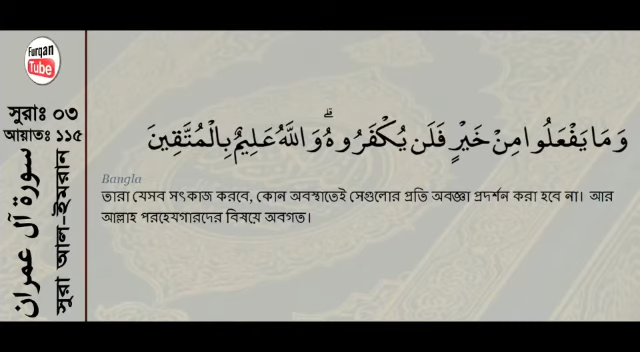 Furqan
Tube
সুরাঃ ০৩
আয়াতঃ ১১৫
سورة آل عمران
সুরা আল-ইমরান
وَمَا يَفْعَلُوا مِنْ خَيْرٍ فَلَن يُكْفَرُوهُ ۗ وَاللَّهُ عَلِيمٌ بِالْمُتَّقِينَ
Bangla
তারা যেসব সৎকাজ করবে, কোন অবস্থাতেই সেগুলোর প্রতি অবজ্ঞা প্রদর্শন করা হবে না। আর
আল্লাহ পরহেযগারদের বিষয়ে অবগত।